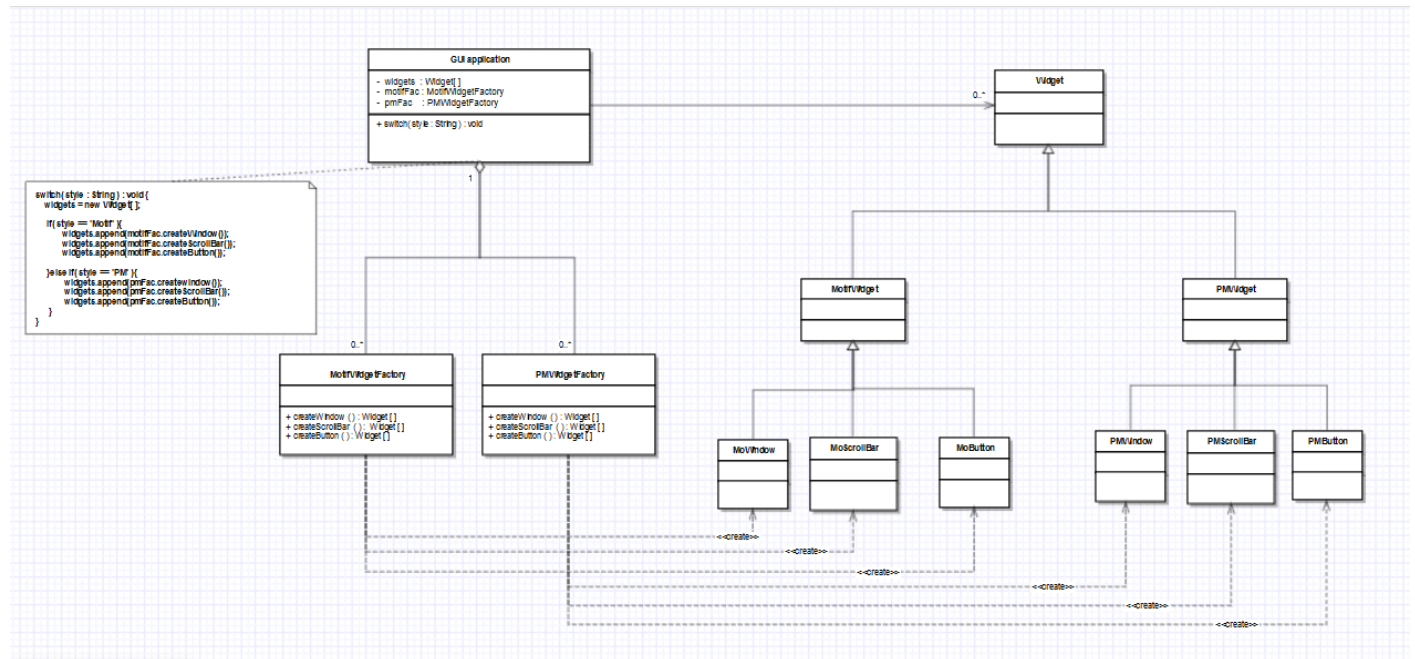 GUI application
- widgets : Widget[ ]
- motifFac : MotifWidgetFactory
- pmFac : PMWidgetFactory
+ switch( style : String ) : void
Widget
0..*
1
switch( style : String ) : void {
widgets = new Widget[ ];
if( style == "Motif" ){
widgets.append(motifFac.createWindow());
widgets.append(motifFac.createScrollBar());
widgets.append(motifFac.createButton());
}else if( style == "PM" ){
widgets.append(pmFac.createwindow());
widgets.append(pmFac.createScrollBar());
widgets.append(pmFac.createButton());
}
}
MotifWidget
PMWidget
0..*
0..*
MotifWidgetFactory
+ createWindow ( ) : Widget [ ]
+ createScrollBar ( ) : Widget [ ]
+ createButton ( ) : Widget [ ]
PMWidgetFactory
+ createWindow ( ) : Widget [ ]
+ createScrollBar ( ) : Widget [ ]
+ createButton ( ) : Widget [ ]
MoWindow
MoScrollBar
MoButton
PMWindow
PMScrollBar
PMButton
<<create>>
<<create>>
<<create>>
<<create>>
<<create>>
<<create>>